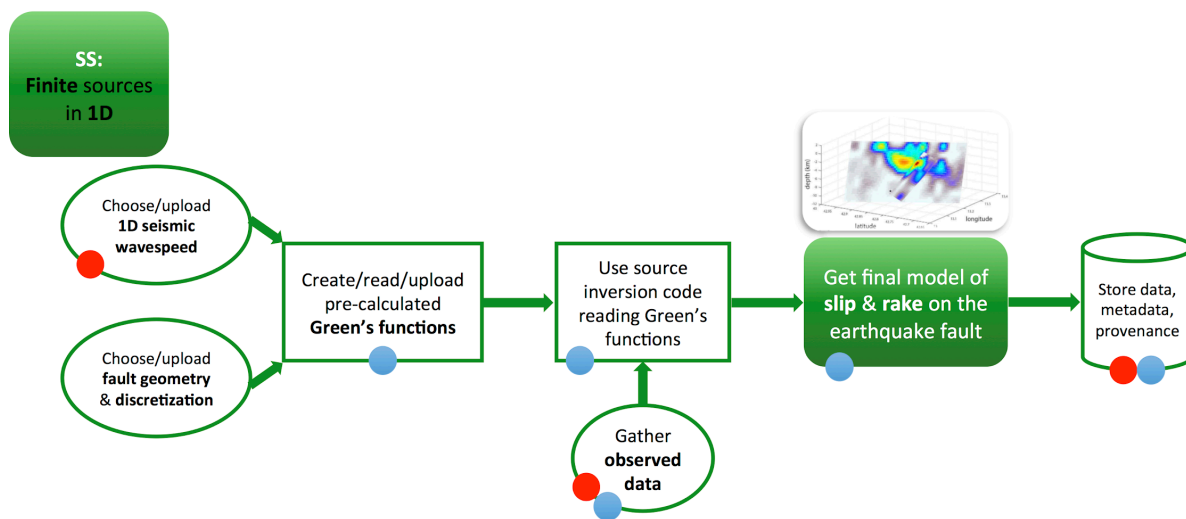 SS:
Finite sources
in 1D
Choose/upload
1D seismic
wavespeed
Choose/upload
fault geometry
& discretization
Create/read/upload
pre-calculated
Green's functions
Use source
inversion code
reading Green's
functions
Gather
observed
data
depth (km)
latitude
longitude
Get final model of
slip & rake on the
earthquake fault
Store data,
metadata,
provenance